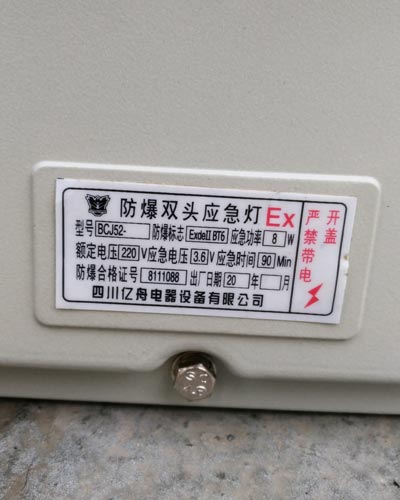 防爆双头应急灯 Ex
型号 BCJ52- 防爆标志 ExdeII BT6 应急功率 8 W
额定电压 220 V 应急电压 3.6 V 应急时间 90 Min
防爆合格证号 8111088 出厂日期 20 年 月
四川亿舟电器设备有限公司
严禁带电
开盖